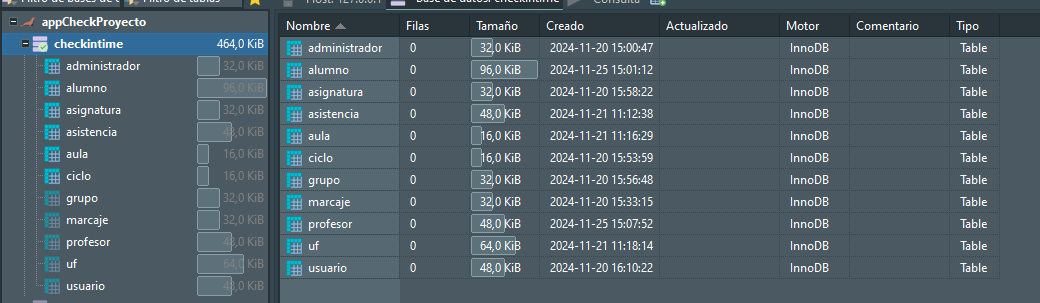 Filtro de tablas
Host: 127.0.0.1
Base de datos: checkintime
Consulta
appCheckProyecto
checkintime 464,0 KiB
administrador 32,0 KiB
alumno 96,0 KiB
asignatura 32,0 KiB
asistencia 48,0 KiB
aula 16,0 KiB
ciclo 16,0 KiB
grupo 32,0 KiB
marcaje 32,0 KiB
profesor 48,0 KiB
uf 64,0 KiB
usuario 48,0 KiB
Nombre Filas Tamaño Creado Actualizado Motor Comentario Tipo
administrador 0 32,0 KiB 2024-11-20 15:00:47 InnoDB Table
alumno 0 96,0 KiB 2024-11-25 15:01:12 InnoDB Table
asignatura 0 32,0 KiB 2024-11-20 15:58:22 InnoDB Table
asistencia 0 48,0 KiB 2024-11-21 11:12:38 InnoDB Table
aula 0 16,0 KiB 2024-11-21 11:16:29 InnoDB Table
ciclo 0 16,0 KiB 2024-11-20 15:53:59 InnoDB Table
grupo 0 32,0 KiB 2024-11-20 15:56:48 InnoDB Table
marcaje 0 32,0 KiB 2024-11-20 15:33:15 InnoDB Table
profesor 0 48,0 KiB 2024-11-25 15:07:52 InnoDB Table
uf 0 64,0 KiB 2024-11-21 11:18:14 InnoDB Table
usuario 0 48,0 KiB 2024-11-20 16:10:22 InnoDB Table